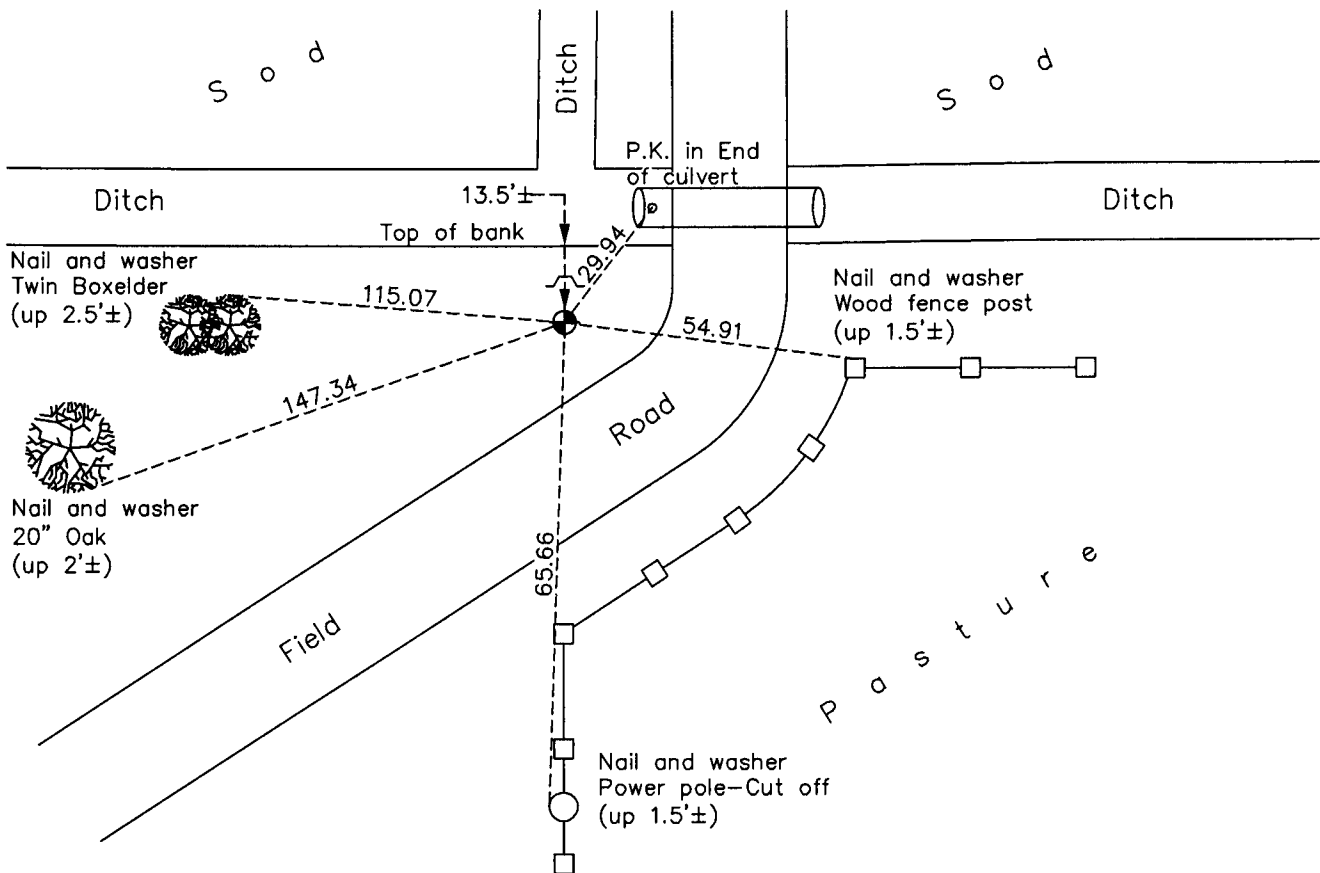 Sod
Sod
Ditch
P.K. in End
of culvert
13.5'±
Ditch
Ditch
Top of bank
29.94
Nail and washer
Twin Boxelder
(up 2.5'±)
115.07
54.91
Nail and washer
Wood fence post
(up 1.5'±)
147.34
Nail and washer
20" Oak
(up 2'±)
Field Road
65.66
Pasture
Nail and washer
Power pole-Cut off
(up 1.5'±)